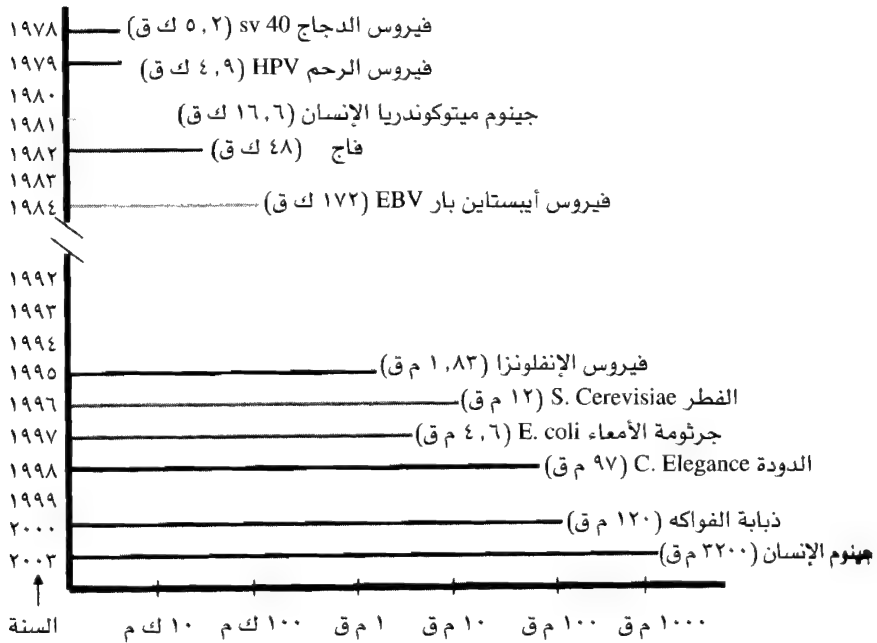 ١٩٧٨ فيروس الدجاج sv 40 (٥,٢ ك ق)
١٩٧٩ فيروس الرحم HPV (٤,٩ ك ق)
١٩٨٠
١٩٨١ جينوم ميتوكوندريا الإنسان (١٦,٦ ك ق)
١٩٨٢ فاج (٤٨ ك ق)
١٩٨٣
١٩٨٤ فيروس أيبستاين بار EBV (١٧٢ ك ق)
١٩٩٢
١٩٩٣
١٩٩٤
١٩٩٥ فيروس الإنفلونزا (١,٨٣ م ق)
١٩٩٦ الفطر S. Cerevisiae (١٢ م ق)
١٩٩٧ جرثومة الأمعاء E. coli (٤,٦ م ق)
١٩٩٨ الدودة C. Elegance (٩٧ م ق)
١٩٩٩
٢٠٠٠ ذبابة الفواكه (١٢٠ م ق)
٢٠٠٣ جينوم الإنسان (٣٢٠٠ م ق)
السنة ١٠ ك م ١٠٠ ك م ١ م ق ١٠ م ق ١٠٠ م ق ١٠٠٠ م ق